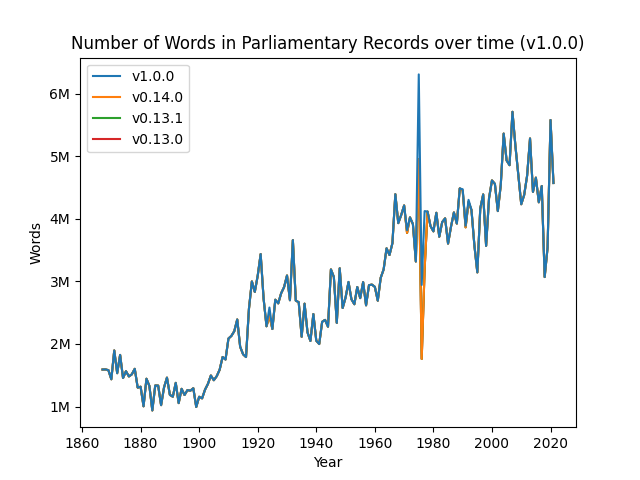 Number of Words in Parliamentary Records over time (v1.0.0)
v1.0.0
v0.14.0
v0.13.1
v0.13.0
6M
5M
4M
3M
2M
1M
Words
1860 1880 1900 1920 1940 1960 1980 2000 2020
Year